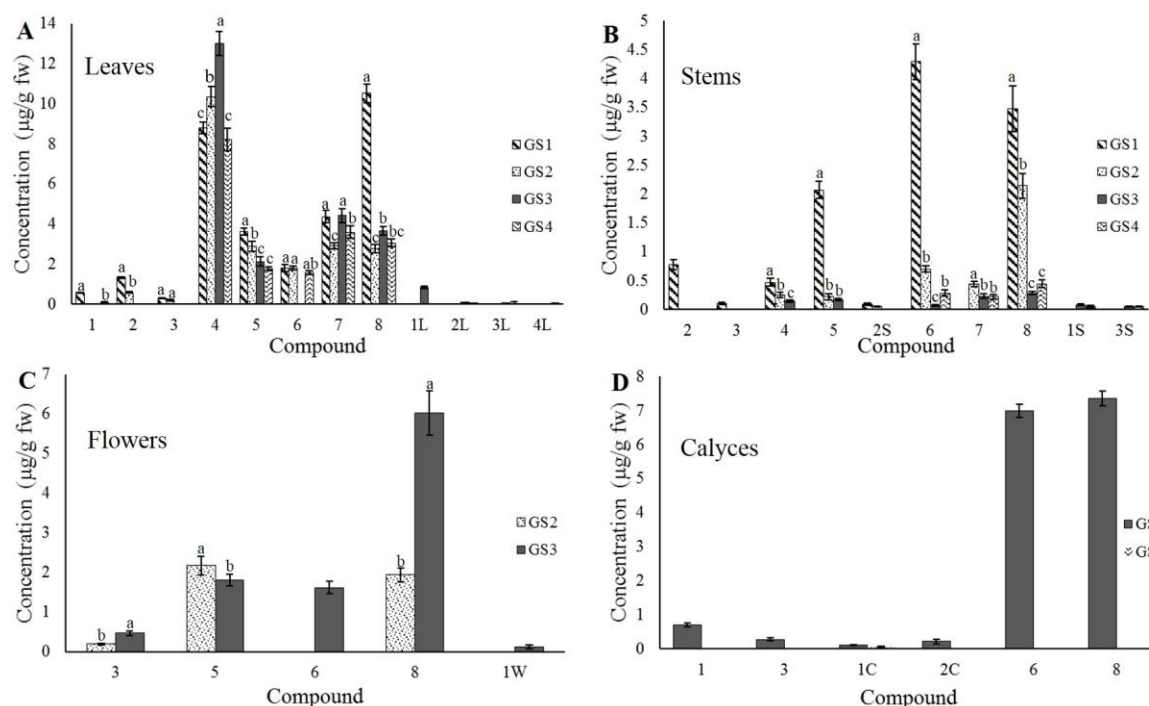 A
Leaves
Concentration (µg/g fw)
14
12
10
8
6
4
2
0
a
a b
a
a a
c b a c
a b c c
a a ab
a c a b
a c b bc
1 2 3 4 5 6 7 8 1L 2L 3L 4L
Compound
GS1
GS2
GS3
GS4
B
Stems
Concentration (µg/g fw)
5
4.5
4
3.5
3
2.5
2
1.5
1
0.5
0
a b c
a b c
a b c b
a b b
a b c c
2 3 4 5 2S 6 7 8 1S 3S
Compound
GS1
GS2
GS3
GS4
C
Flowers
Concentration (µg/g fw)
7
6
5
4
3
2
1
0
b a
a b
b a
3 5 6 8 1W
Compound
GS2
GS3
D
Calyces
Concentration (µg/g fw)
8
7
6
5
4
3
2
1
0
1 3 1C 2C 6 8
Compound
GS
GS